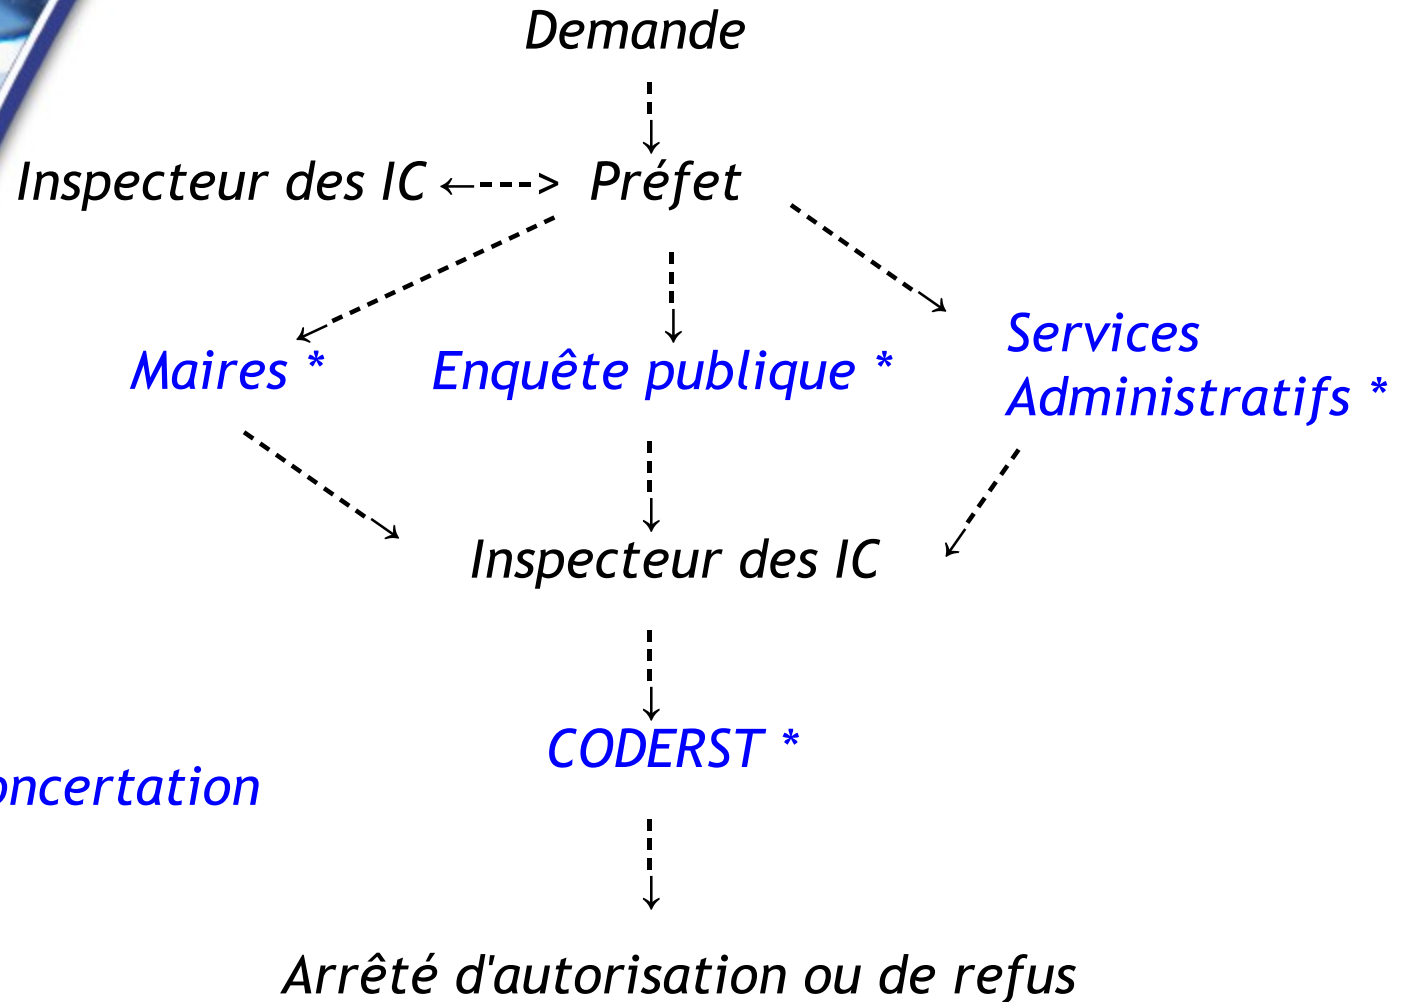 Demande
Inspecteur des IC ←---> Préfet
Maires * Enquête publique * Services
Administratifs *
Inspecteur des IC
CODERST *
oncertation
Arrêté d'autorisation ou de refus